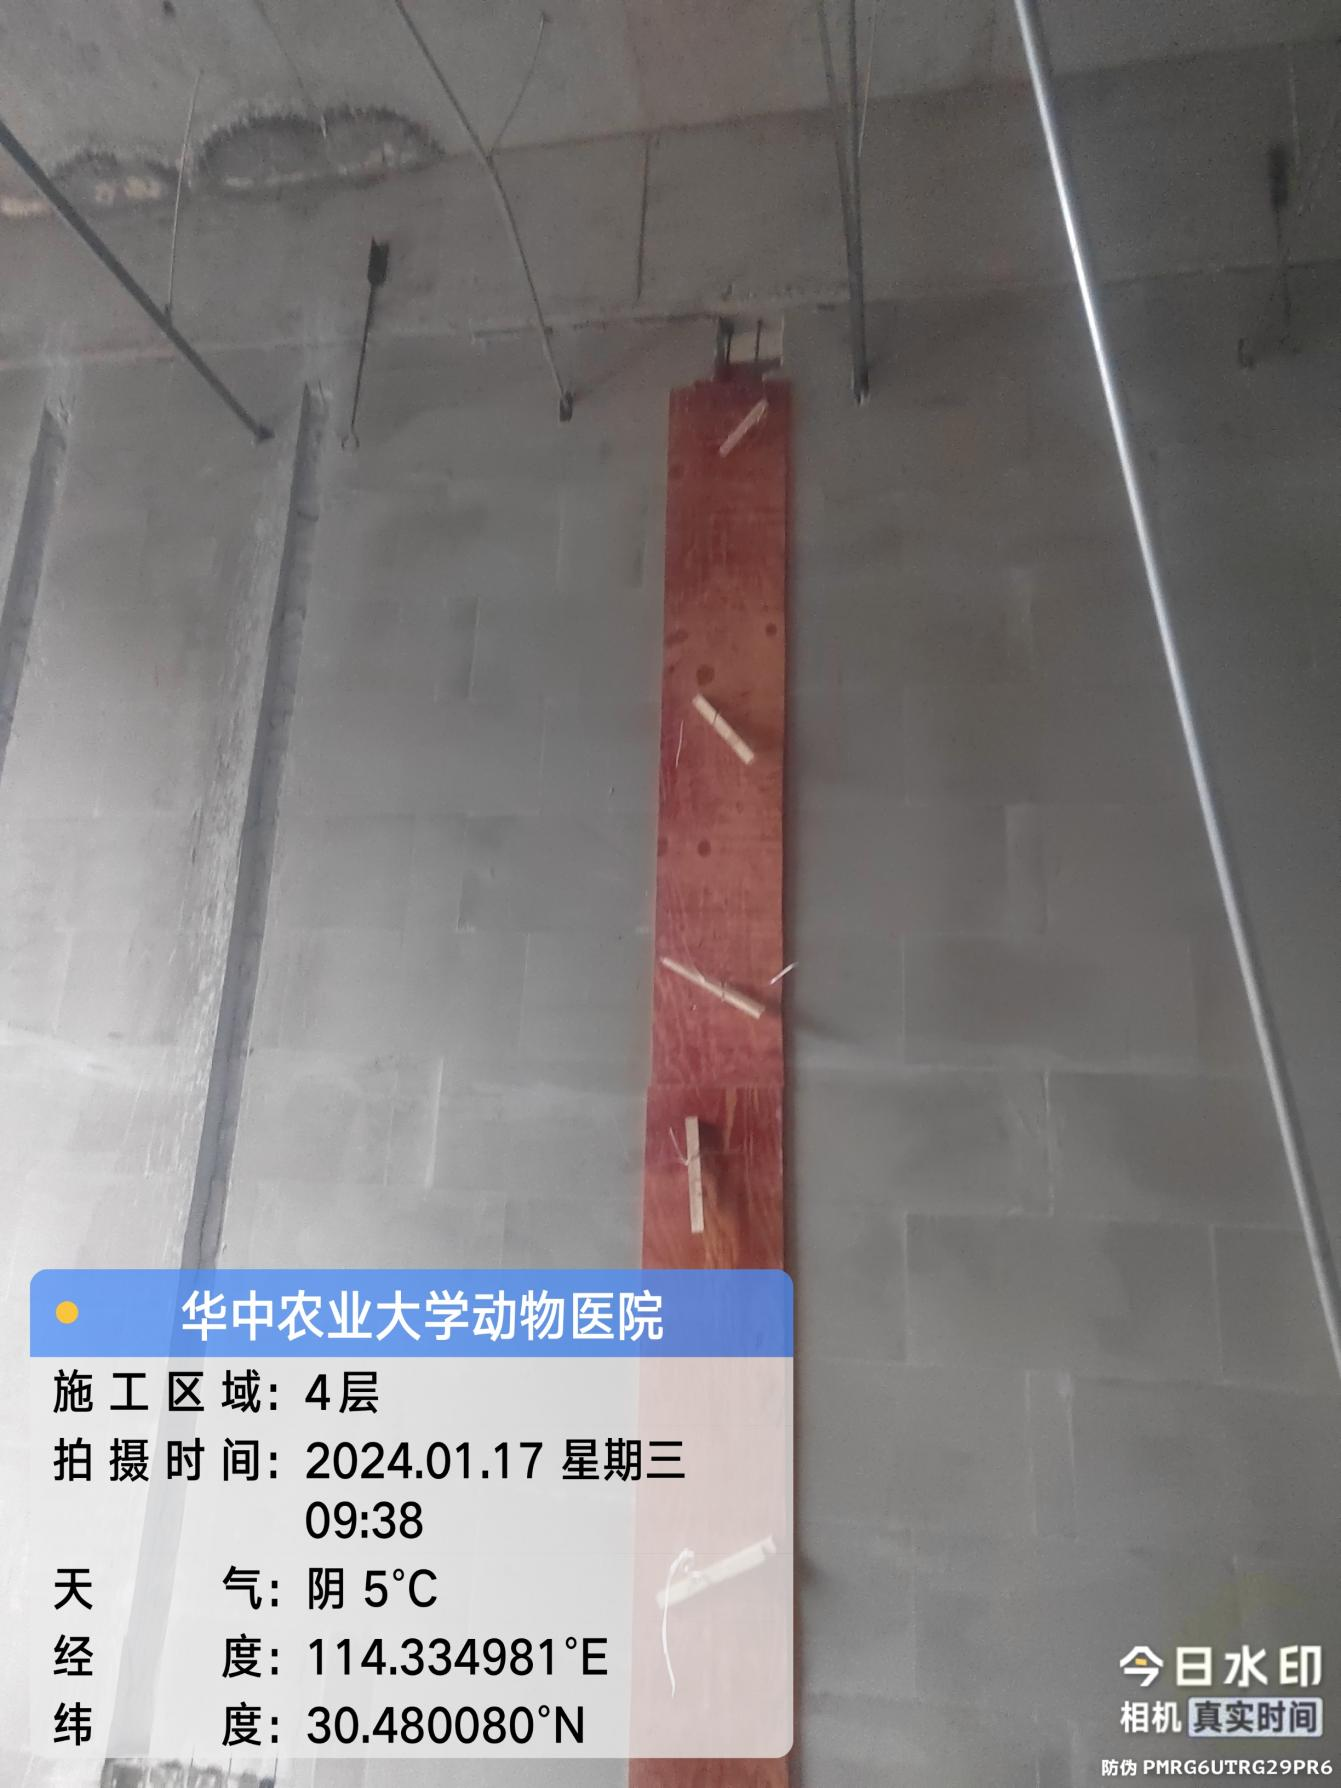 华中农业大学动物医院
施工区域：4层
拍摄时间：2024.01.17 星期三
09:38
天气：阴 5°C
经度：114.334981°E
纬度：30.480080°N
今日水印
相机 真实时间
防伪 PMRG6UTRG29PR6